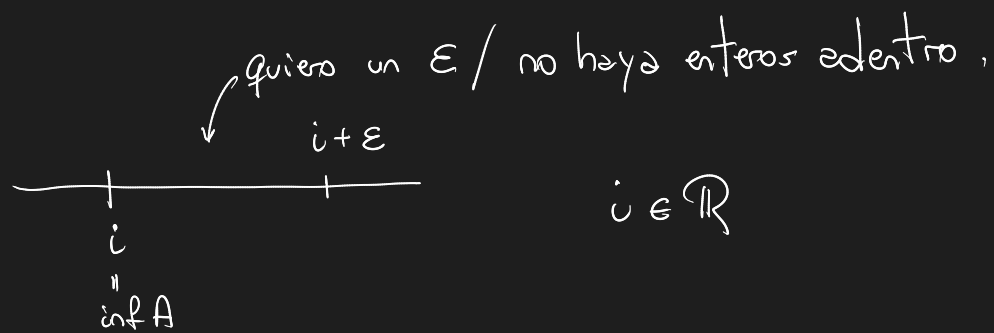 quiero un ε / no haya enteros adentro.
i + ε
i ∈ ℝ
i
"
inf A